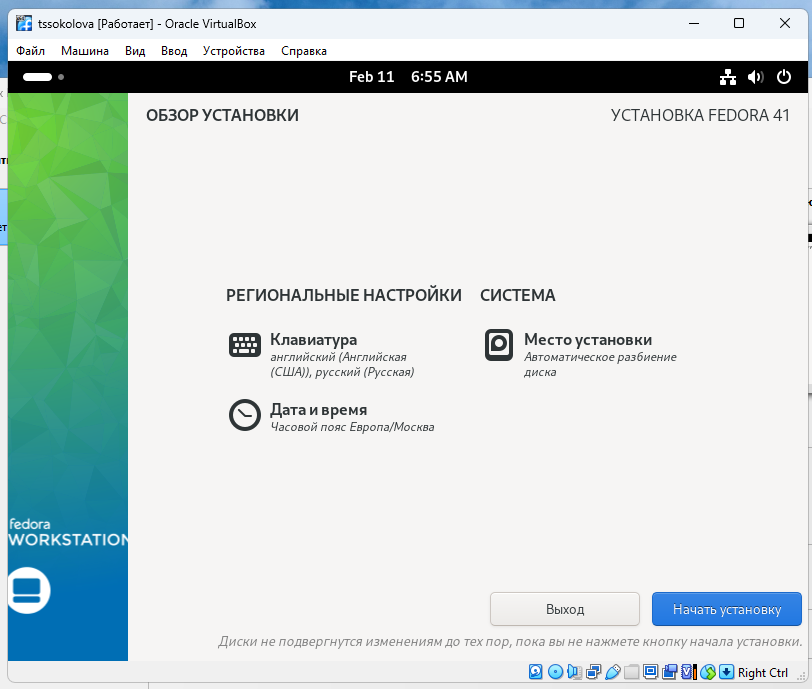 tssokolova [Работает] - Oracle VirtualBox
Файл Машина Вид Ввод Устройства Справка
Feb 11 6:55 AM
ОБЗОР УСТАНОВКИ
УСТАНОВКА FEDORA 41
РЕГИОНАЛЬНЫЕ НАСТРОЙКИ
СИСТЕМА
Клавиатура
английский (Английская
(США)), русский (Русская)
Место установки
Автоматическое разбиение
диска
Дата и время
Часовой пояс Европа/Москва
fedora
WORKSTATION
Выход
Начать установку
Диски не подвергнутся изменениям до тех пор, пока вы не нажмете кнопку начала установки.
Right Ctrl